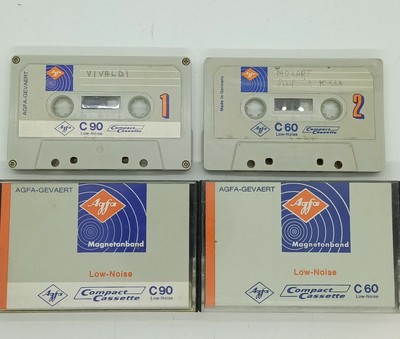 AGFA-GEVAERT
VIVALDI
1
Agfa
C 90
Low-Noise
Compact
Cassette
Made in Germany
MOZART
2
Agfa
C 60
Low-Noise
Compact
Cassette
AGFA-GEVAERT
Agfa
Magnetonband
Low-Noise
Agfa
Compact
Cassette
C 90
Low-Noise
AGFA-GEVAERT
Agfa
Magnetonband
Low-Noise
Agfa
Compact
Cassette
C 60
Low-Noise